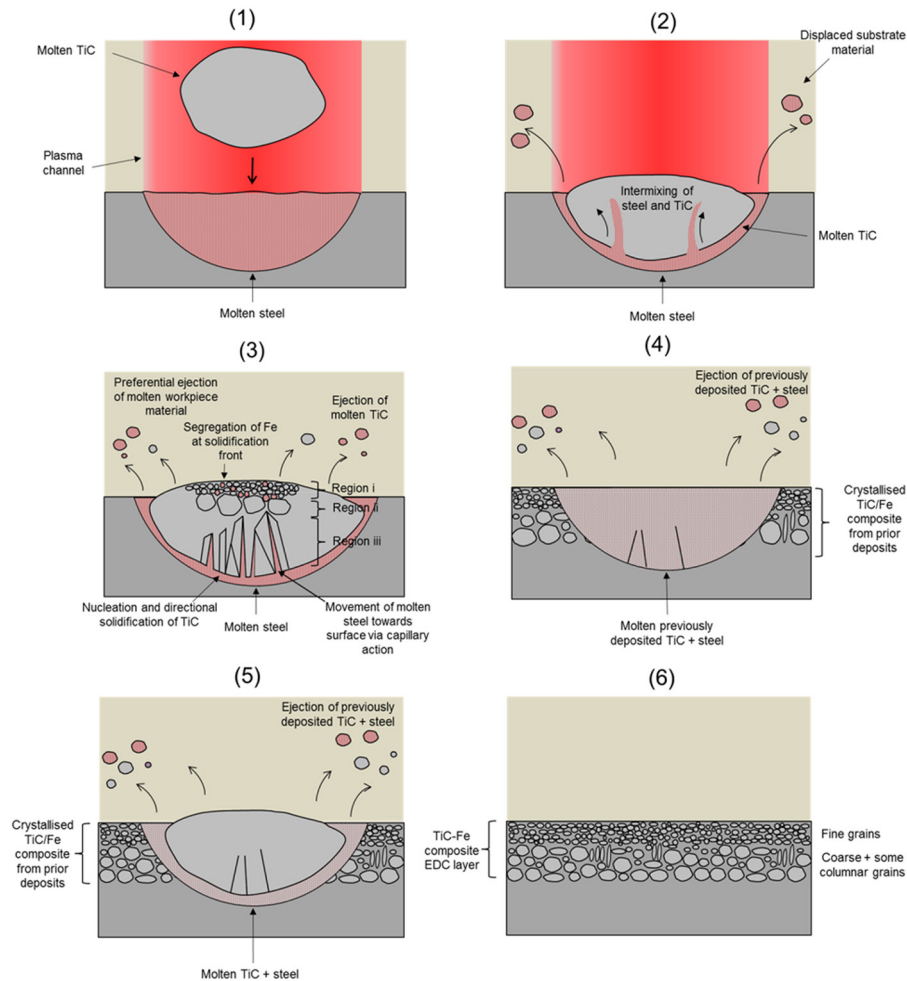 (1)
Molten TiC
Plasma
channel
Molten steel
(2)
Displaced substrate
material
Intermixing of
steel and TiC
Molten TiC
Molten steel
(3)
Preferential ejection
of molten workpiece
material
Segregation of Fe
at solidification
front
Ejection of
molten TiC
Region i
Region ii
Region iii
Nucleation and directional
solidification of TiC
Molten steel
Movement of molten
steel towards
surface via capillary
action
(4)
Ejection of previously
deposited TiC + steel
Crystallised
TiC/Fe
composite
from prior
deposits
Molten previously
deposited TiC + steel
(5)
Ejection of previously
deposited TiC + steel
Crystallised
TiC/Fe
composite
from prior
deposits
Molten TiC + steel
(6)
TiC-Fe
composite
EDC layer
Fine grains
Coarse + some
columnar grains